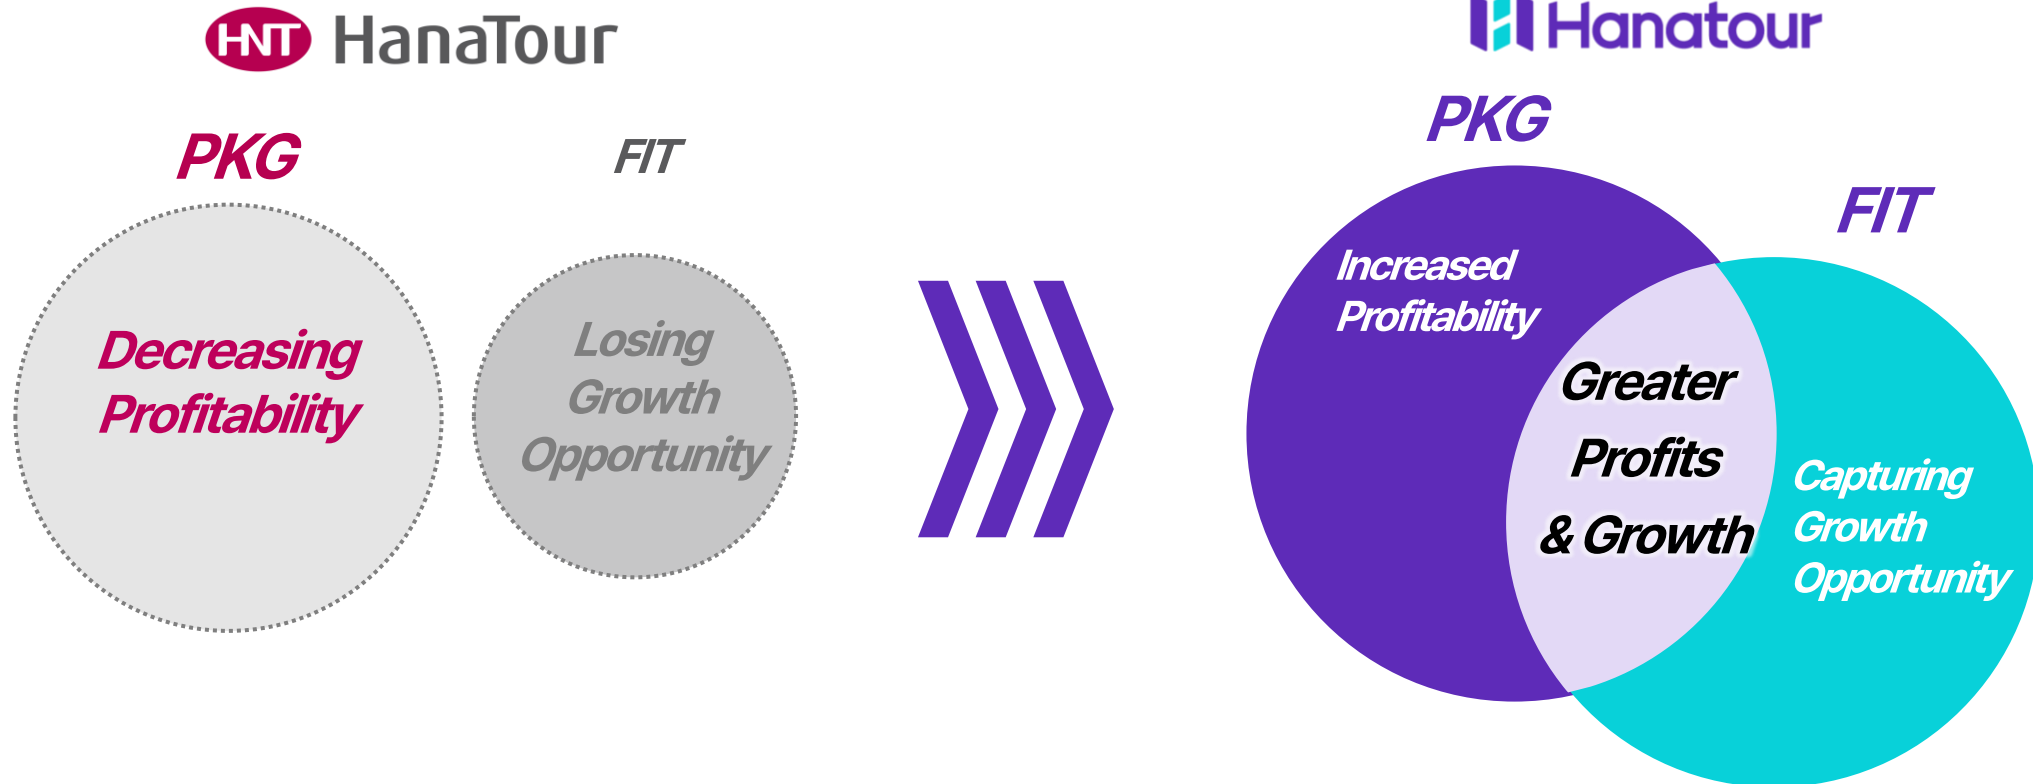 HNT HanaTour
PKG
FIT
Decreasing
Profitability
Losing
Growth
Opportunity
Hanatour
PKG
FIT
Increased
Profitability
Greater
Profits
& Growth
Capturing
Growth
Opportunity